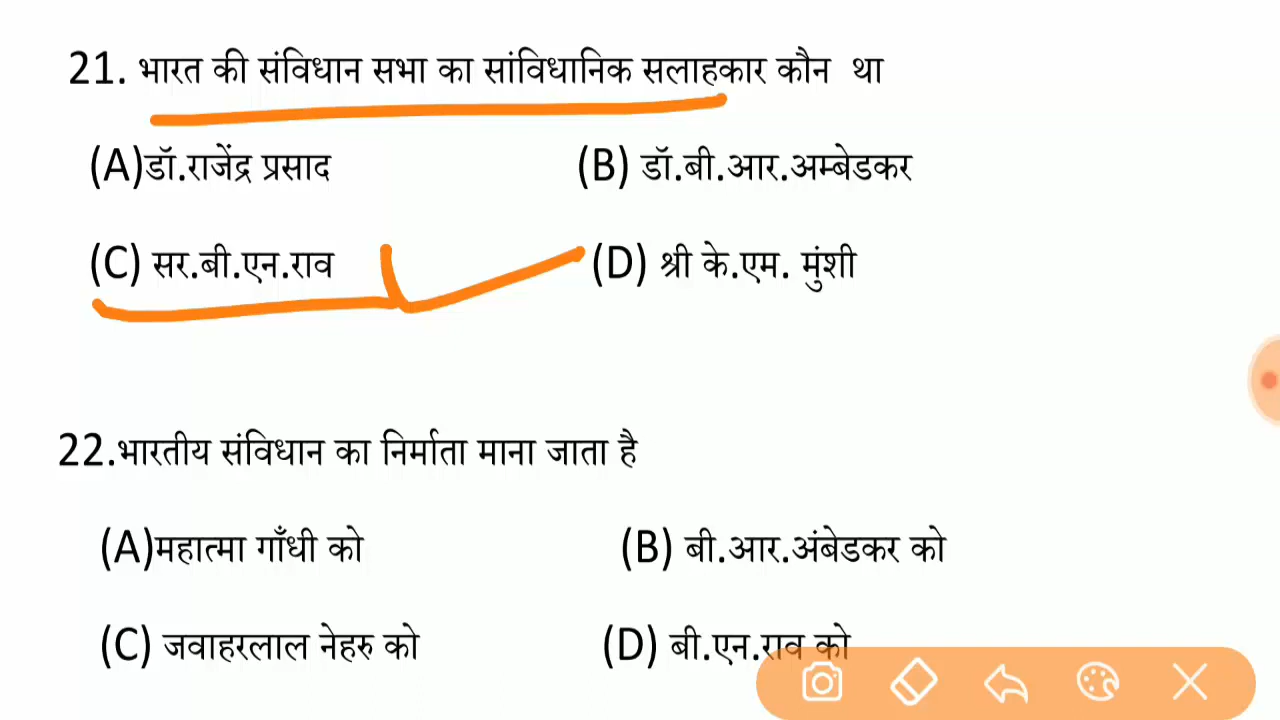 21. भारत की संविधान सभा का सांविधानिक सलाहकार कौन था
(A)डॉ.राजेंद्र प्रसाद (B) डॉ.बी.आर.अम्बेडकर
(C) सर.बी.एन.राव (D) श्री के.एम. मुंशी
22.भारतीय संविधान का निर्माता माना जाता है
(A)महात्मा गाँधी को (B) बी.आर.अंबेडकर को
(C) जवाहरलाल नेहरु को (D) बी.एन.राव को